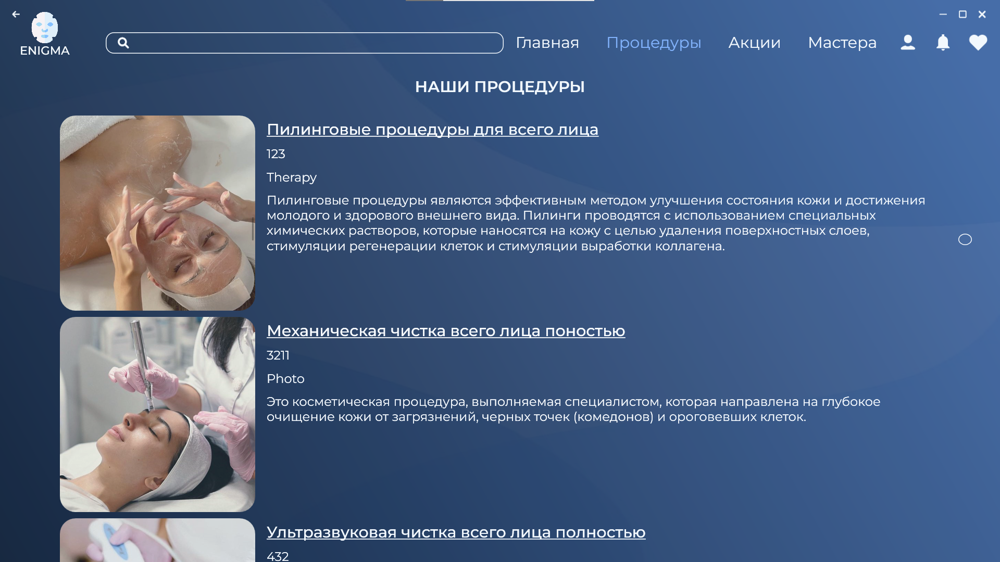 ENIGMA
Главная
Процедуры
Акции
Мастера
НАШИ ПРОЦЕДУРЫ
Пилинговые процедуры для всего лица
123
Therapy
Пилинговые процедуры являются эффективным методом улучшения состояния кожи и достижения
молодого и здорового внешнего вида. Пилинги проводятся с использованием специальных
химических растворов, которые наносятся на кожу с целью удаления поверхностных слоев,
стимуляции регенерации клеток и стимуляции выработки коллагена.
Механическая чистка всего лица поностью
3211
Photo
Это косметическая процедура, выполняемая специалистом, которая направлена на глубокое
очищение кожи от загрязнений, черных точек (комедонов) и ороговевших клеток.
Ультразвуковая чистка всего лица полностью
432